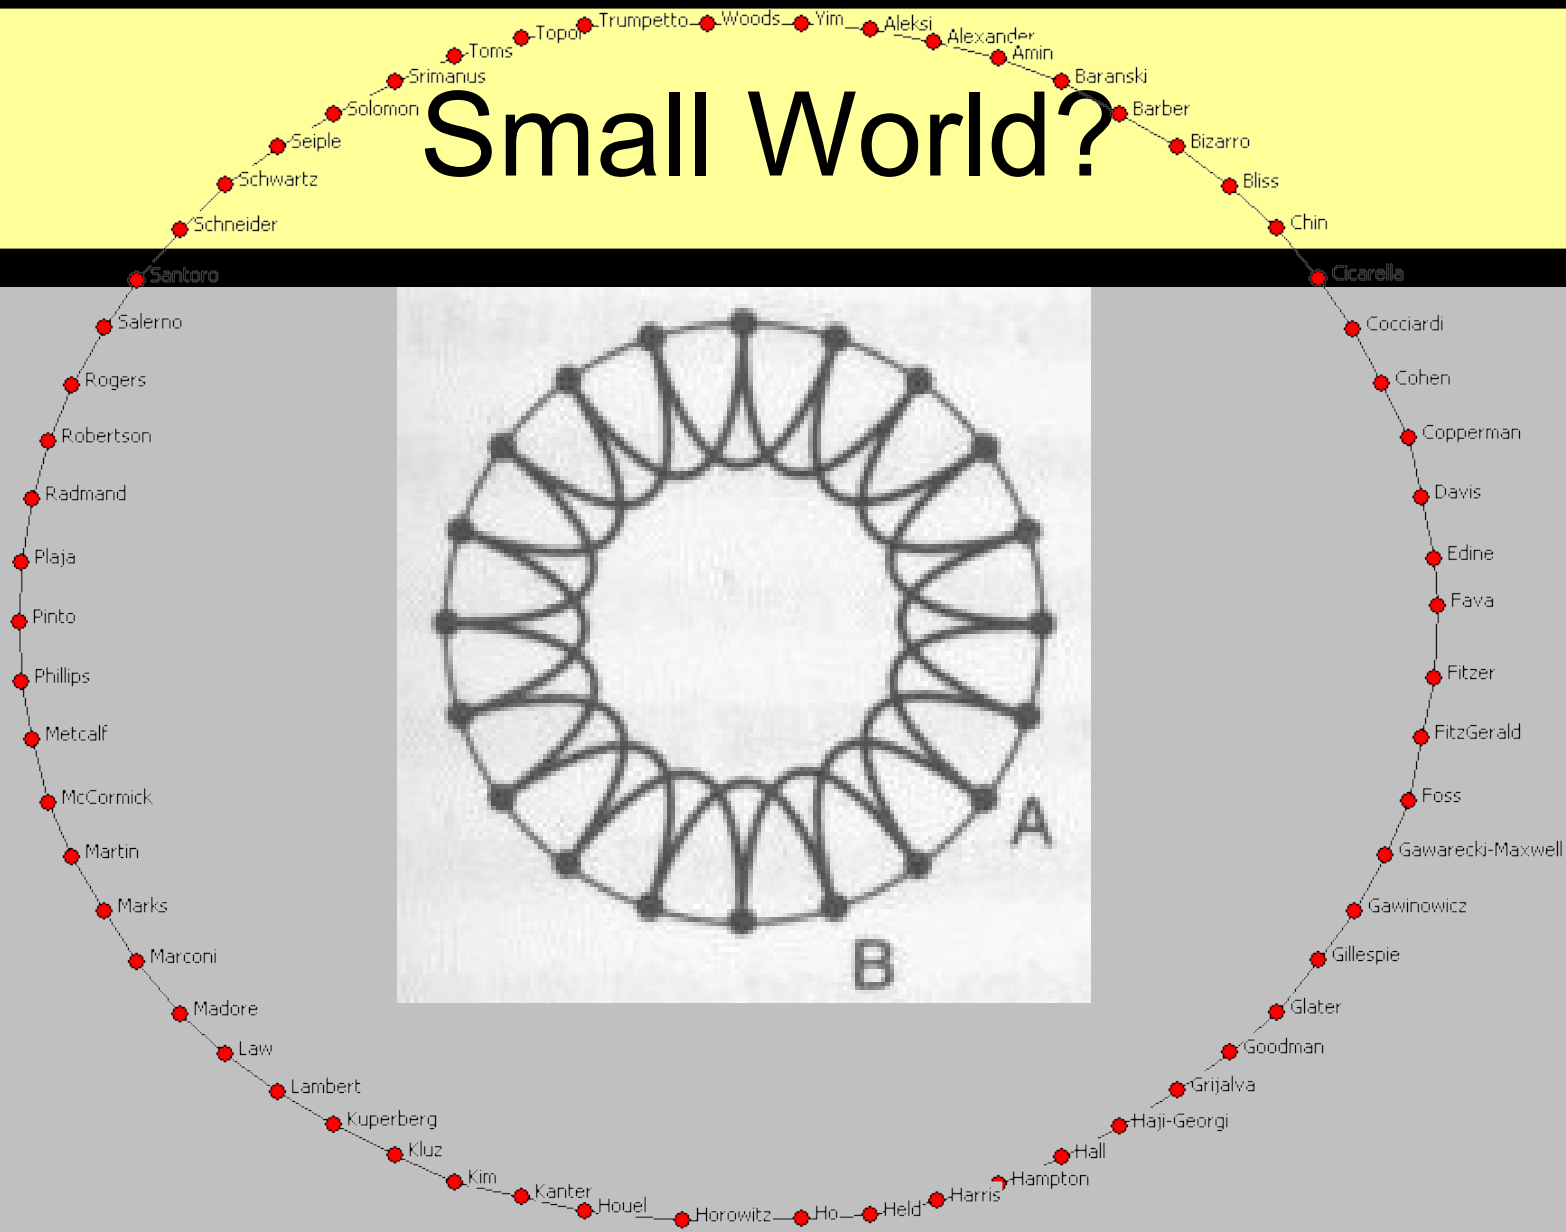 Small World?
Trumpetto
Woods
Yim
Aleksi
Alexander
Amin
Baranski
Barber
Bizarro
Bliss
Chin
Cicarella
Cocciardi
Cohen
Copperman
Davis
Edine
Fava
Fitzer
FitzGerald
Foss
Gawarecki-Maxwell
Gawinowicz
Gillespie
Glater
Goodman
Grijalva
Haji-Georgi
Hall
Hampton
Harris
Held
Ho
Horowitz
Houel
Kanter
Kim
Kluz
Kuperberg
Lambert
Law
Madore
Marconi
Marks
Martin
McCormick
Metcalf
Phillips
Pinto
Plaja
Radmand
Robertson
Rogers
Salerno
Santoro
Schneider
Schwartz
Seiple
Solomon
Srimanus
Toms
Topor
A
B